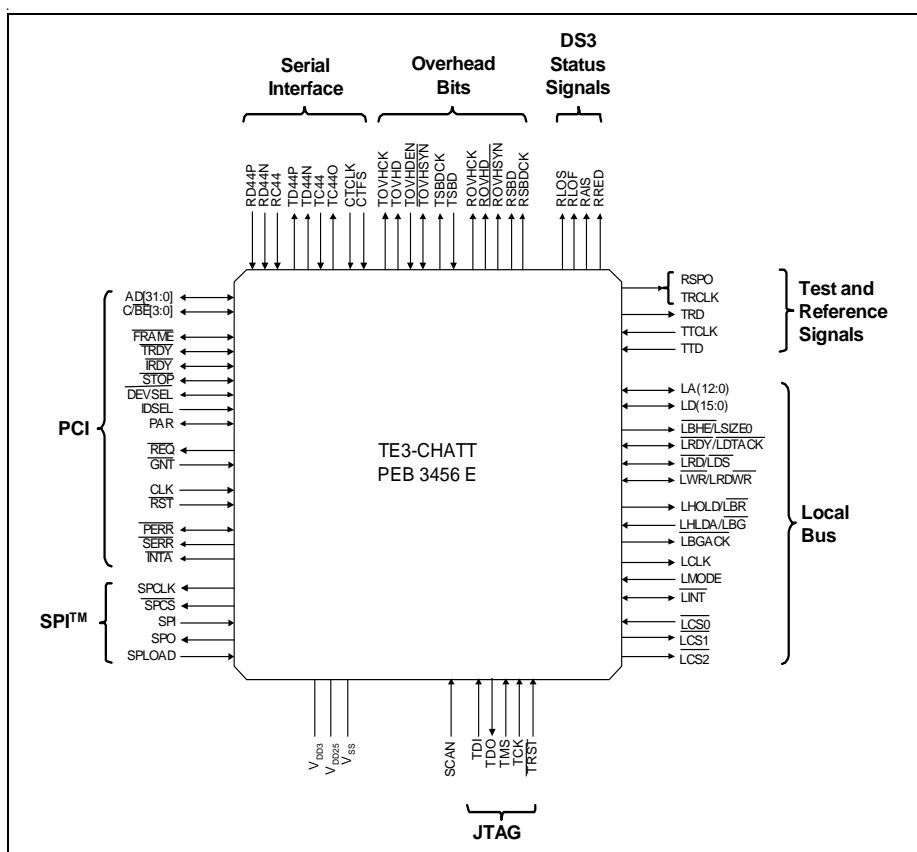 Serial
Interface
Overhead
Bits
DS3
Status
Signals
RD44P
RD44N
RC44
TD44P
TD44N
TC44
TC44O
CTCLK
CTFS
TOVHCK
TOVHD
TOVHDEN
TOVHSYN
TSBDCK
TSBD
ROVHCK
ROVHD
ROVHSYN
RSBD
RSBDCK
RLOS
RLOF
RAIS
RRED
PCI
AD[31:0]
C/BE[3:0]
FRAME
TRDY
IRDY
STOP
DEVSEL
IDSEL
PAR
REQ
GNT
CLK
RST
PERR
SERR
INTA
SPI™
SPCLK
SPCS
SPI
SPO
SPLOAD
TE3-CHATT
PEB 3456 E
RSPO
TRCLK
TRD
TTCLK
TTD
Test and
Reference
Signals
LA(12:0)
LD(15:0)
LBHE/LSIZE0
LRDY/LDTACK
LRD/LDS
LWR/LRDWR
LHOLD/LBR
LHLDA/LBG
LBGACK
LCLK
LMODE
LINT
LCS0
LCS1
LCS2
Local
Bus
VDD3
VDD25
VSS
SCAN
TDI
TDO
TMS
TCK
TRST
JTAG